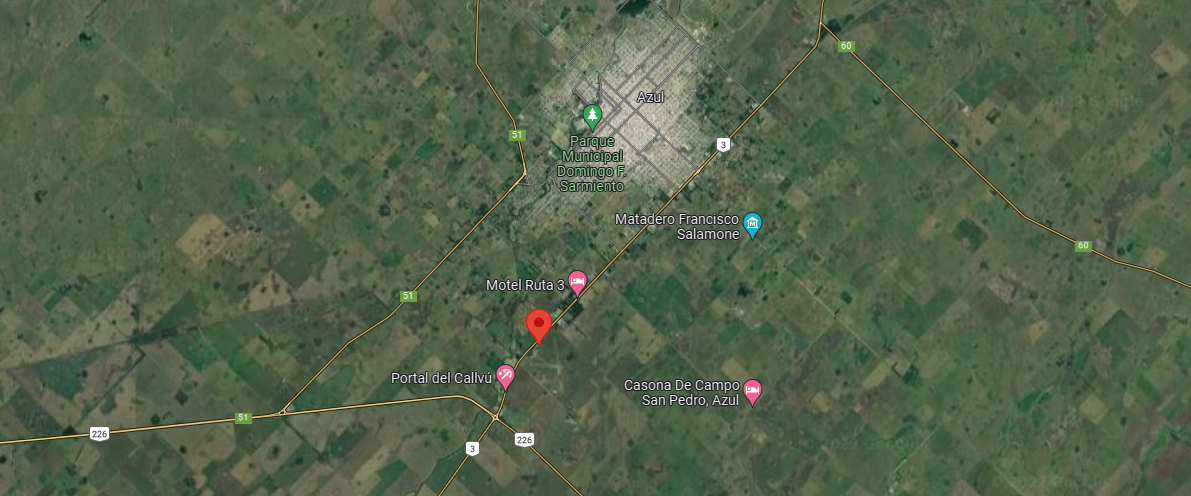 60
Azul
51
3
Parque
Municipal
Domingo F.
Sarmiento
Matadero Francisco
Salamone
60
Motel Ruta 3
51
Portal del Callvú
Casona De Campo
San Pedro, Azul
51
226
226
3